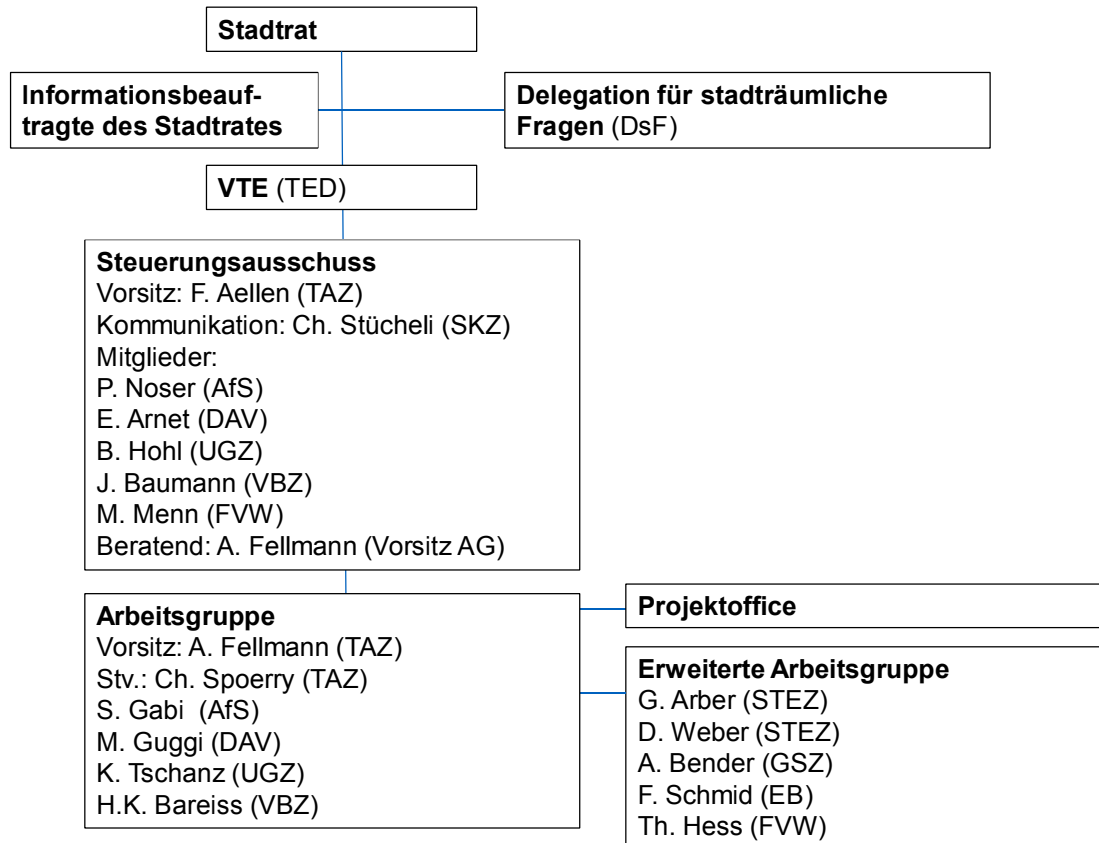 Stadtrat
Informationsbeauf-
tragte des Stadtrates
Delegation für stadträumliche
Fragen (DsF)
VTE (TED)
Steuerungsausschuss
Vorsitz: F. Aellen (TAZ)
Kommunikation: Ch. Stücheli (SKZ)
Mitglieder:
P. Noser (AfS)
E. Arnet (DAV)
B. Hohl (UGZ)
J. Baumann (VBZ)
M. Menn (FVW)
Beratend: A. Fellmann (Vorsitz AG)
Arbeitsgruppe
Vorsitz: A. Fellmann (TAZ)
Stv.: Ch. Spoerry (TAZ)
S. Gabi (AfS)
M. Guggi (DAV)
K. Tschanz (UGZ)
H.K. Bareiss (VBZ)
Projektoffice
Erweiterte Arbeitsgruppe
G. Arber (STEZ)
D. Weber (STEZ)
A. Bender (GSZ)
F. Schmid (EB)
Th. Hess (FVW)